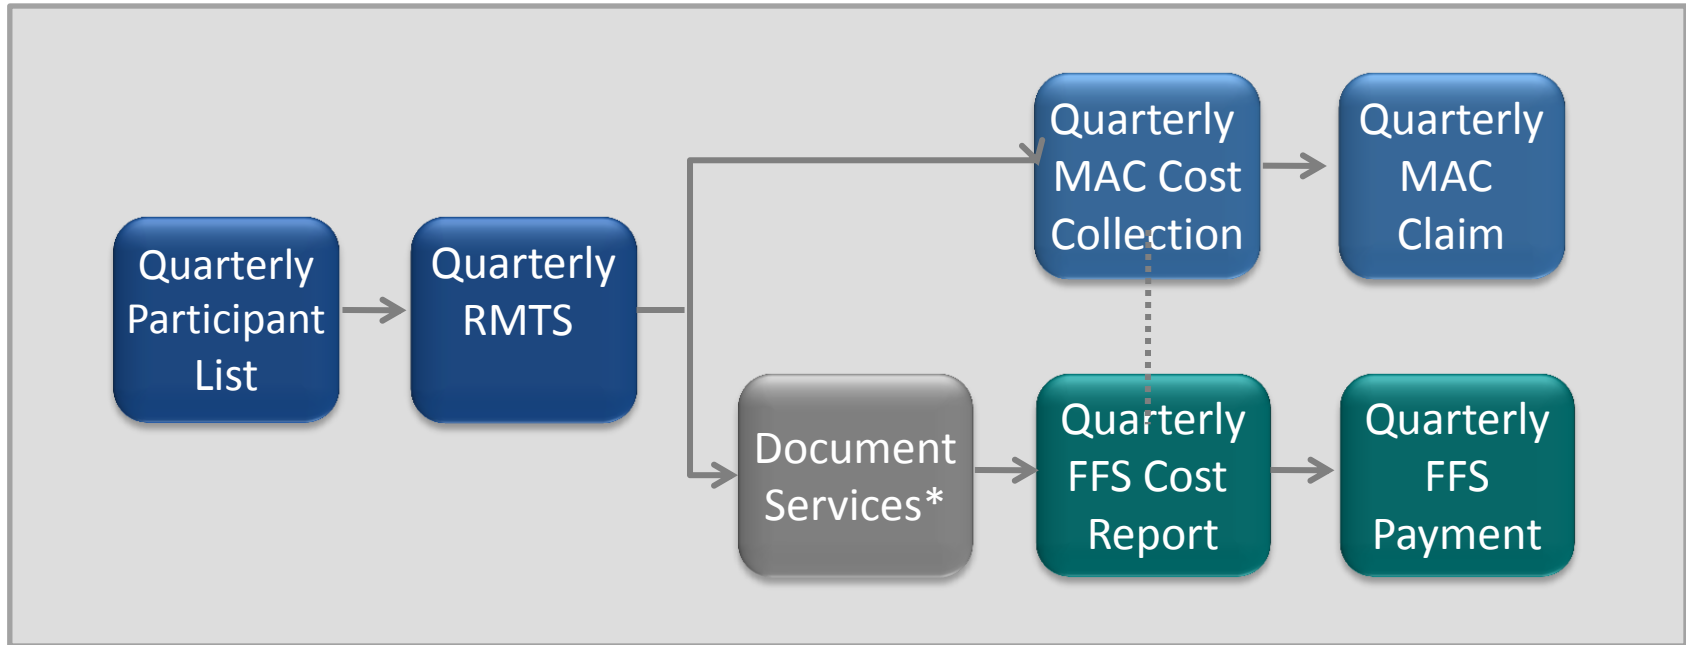 Quarterly
Participant
List
Quarterly
RMTS
Quarterly
MAC Cost
Collection
Quarterly
MAC
Claim
Document
Services*
Quarterly
FFS Cost
Report
Quarterly
FFS
Payment